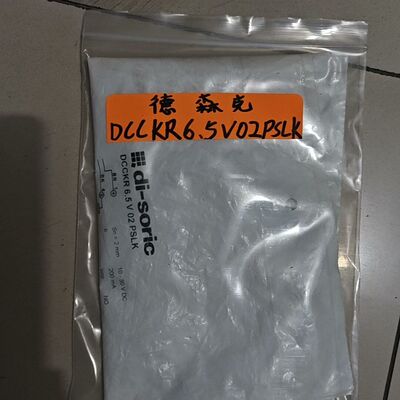 德森克
DCCKR6.5V02PSLK
di-soric
DCCKR 6.5 V 02 PSLK
Sn = 2 mm
10...30 V DC
200 mA
NO